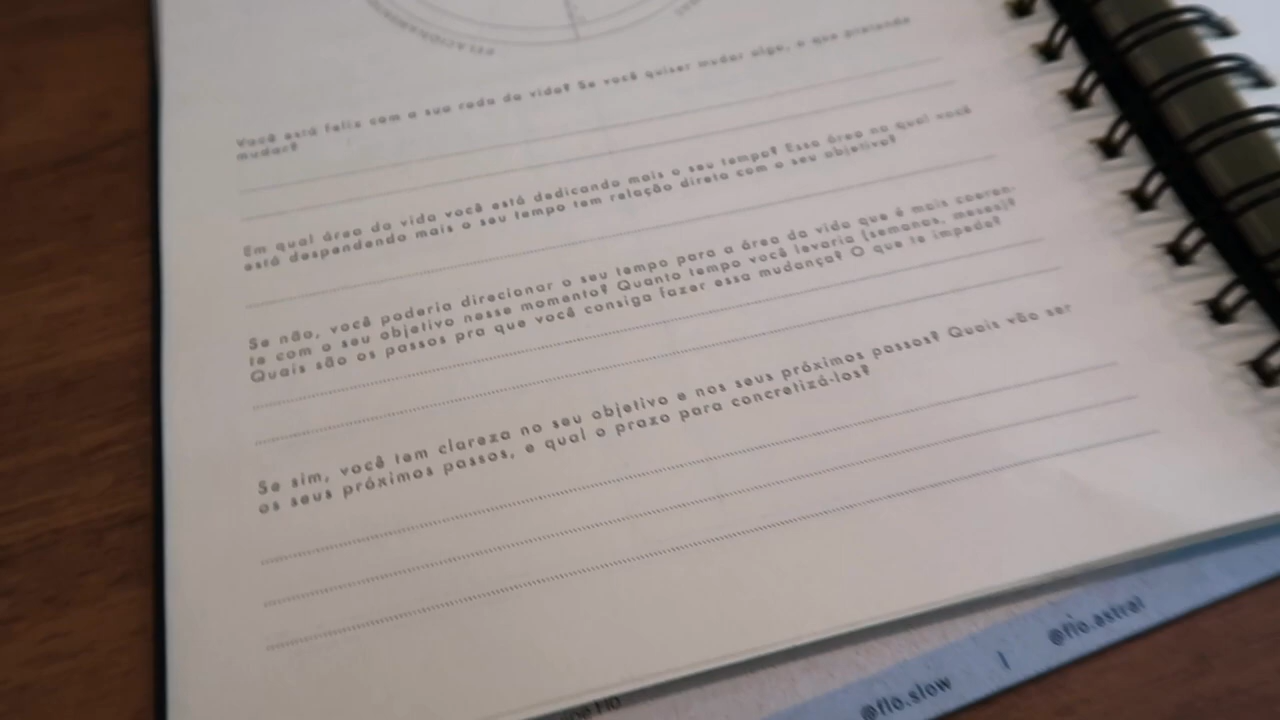 Você está feliz com a sua roda da vida? Se você quiser mudar algo, o que pretende
mudar?
Em qual área da vida você está dedicando mais o seu tempo? Essa área na qual você
está despendendo mais o seu tempo tem relação direta com o seu objetivo?
Se não, você poderia direcionar o seu tempo para a área da vida que é mais coeren-
te com o seu objetivo nesse momento? Quanto tempo você levaria (semanas, meses)?
Quais são os passos pra que você consiga fazer essa mudança? O que te impede?
Se sim, você tem clareza no seu objetivo e nos seus próximos passos? Quais vão ser
os seus próximos passos, e qual o prazo para concretizá-los?
@flo.slow | @flo.astral